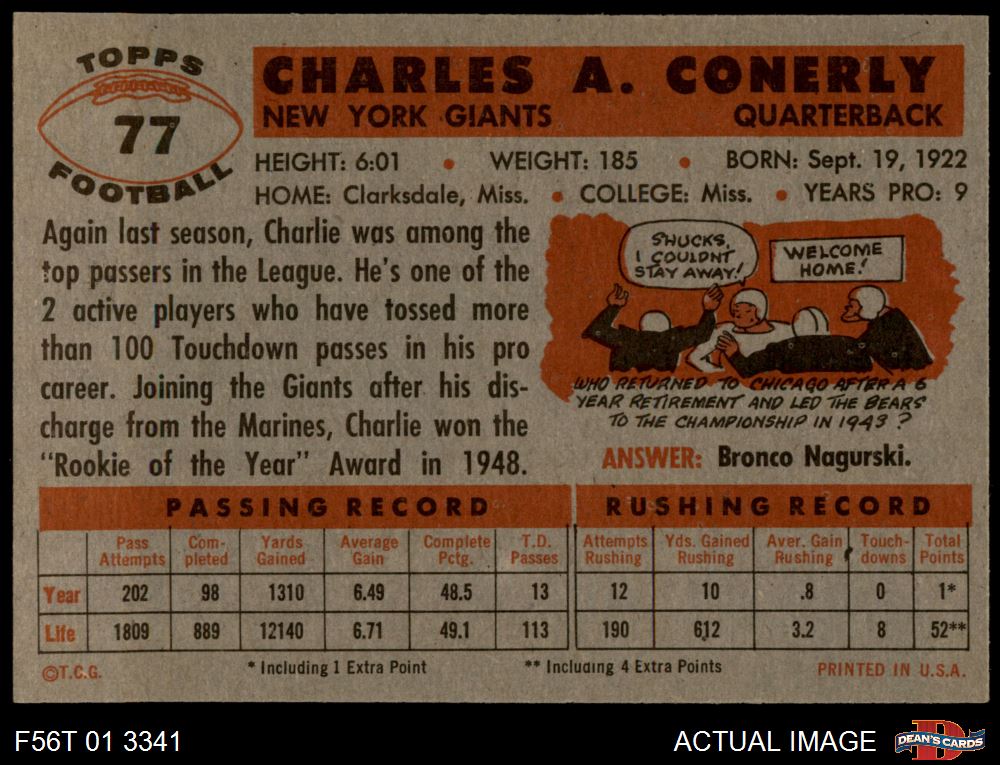 TOPPS
77
FOOTBALL
CHARLES A. CONERLY
NEW YORK GIANTS QUARTERBACK
HEIGHT: 6:01 • WEIGHT: 185 • BORN: Sept. 19, 1922
HOME: Clarksdale, Miss. • COLLEGE: Miss. • YEARS PRO: 9
Again last season, Charlie was among the
top passers in the League. He's one of the
2 active players who have tossed more
than 100 Touchdown passes in his pro
career. Joining the Giants after his dis-
charge from the Marines, Charlie won the
"Rookie of the Year" Award in 1948.
SHUCKS,
I COULDNT
STAY AWAY!
WELCOME
HOME!
WHO RETURNED TO CHICAGO AFTER A 6
YEAR RETIREMENT AND LED THE BEARS
TO THE CHAMPIONSHIP IN 1943?
ANSWER: Bronco Nagurski.
PASSING RECORD
Pass Attempts Com-pleted Yards Gained Average Gain Complete Pctg. T.D. Passes
Year 202 98 1310 6.49 48.5 13
Life 1809 889 12140 6.71 49.1 113
RUSHING RECORD
Attempts Rushing Yds. Gained Rushing Aver. Gain Rushing Touch-downs Total Points
12 10 .8 0 1*
190 612 3.2 8 52**
©T.C.G. * Including 1 Extra Point ** Including 4 Extra Points PRINTED IN U.S.A.
F56T 01 3341 ACTUAL IMAGE DEAN'S CARDS